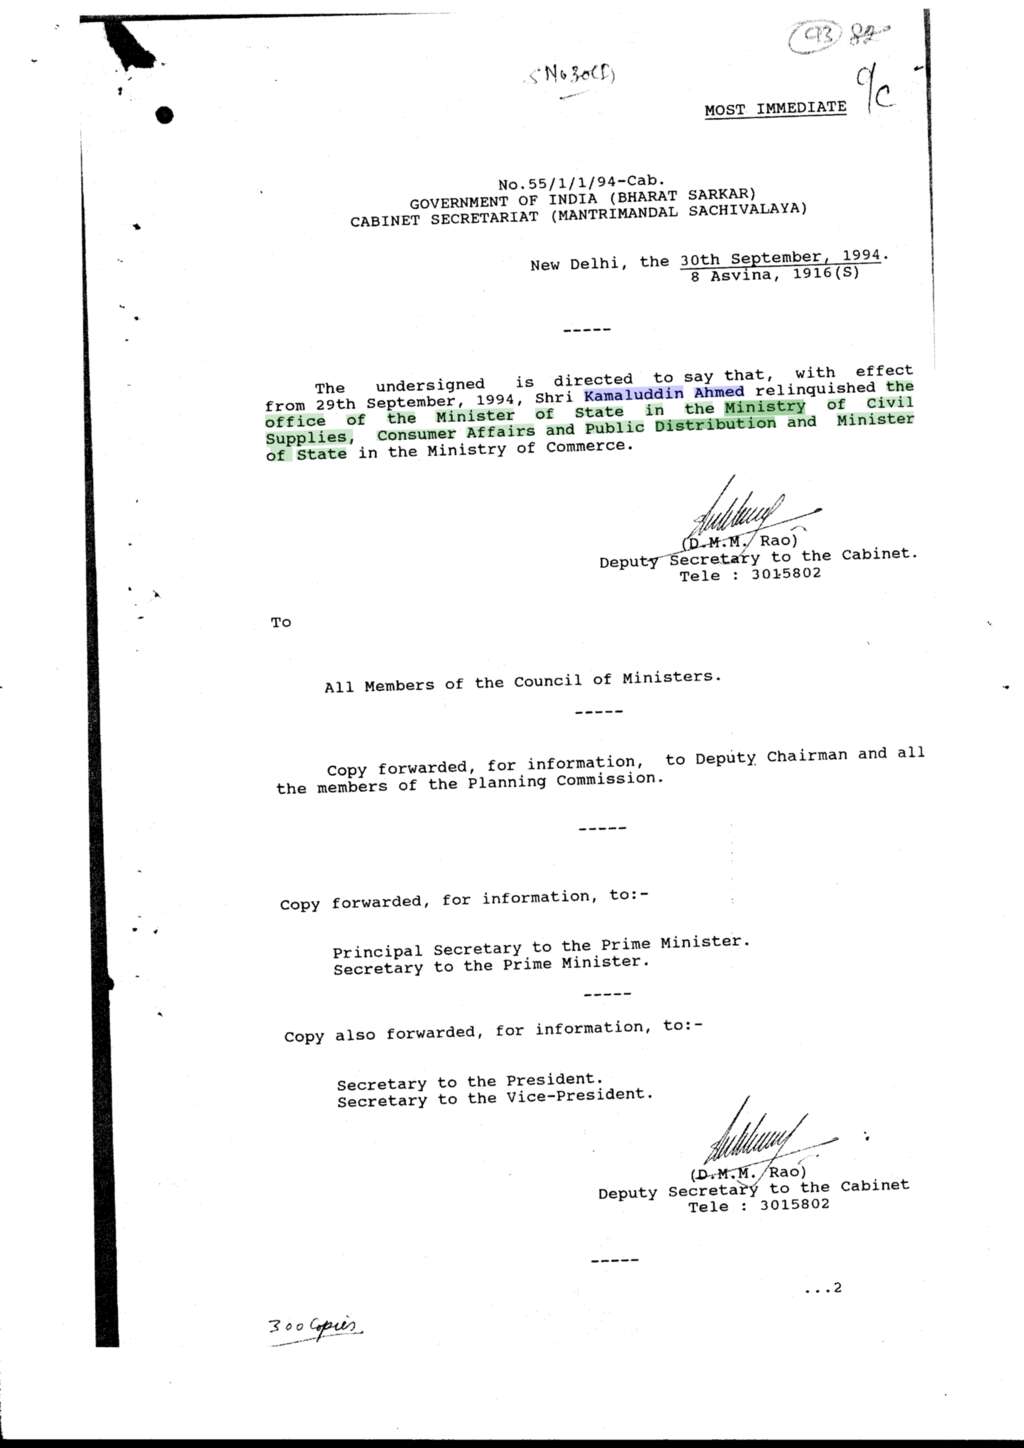 93 82
S No 30(I)
MOST IMMEDIATE
No.55/1/1/94-Cab.
GOVERNMENT OF INDIA (BHARAT SARKAR)
CABINET SECRETARIAT (MANTRIMANDAL SACHIVALAYA)
New Delhi, the 30th September, 1994.
8 Asvina, 1916(S)
-----
The undersigned is directed to say that, with effect
from 29th September, 1994, Shri Kamaluddin Ahmed relinquished the
office of the Minister of State in the Ministry of Civil
Supplies, Consumer Affairs and Public Distribution and Minister
of State in the Ministry of Commerce.
(D.M.M. Rao)
Deputy Secretary to the Cabinet.
Tele : 3015802
To
All Members of the Council of Ministers.
-----
Copy forwarded, for information, to Deputy Chairman and all
the members of the Planning Commission.
-----
Copy forwarded, for information, to:-
Principal Secretary to the Prime Minister.
Secretary to the Prime Minister.
-----
Copy also forwarded, for information, to:-
Secretary to the President.
Secretary to the Vice-President.
(D.M.M. Rao)
Deputy Secretary to the Cabinet
Tele : 3015802
-----
...2
300 Copies